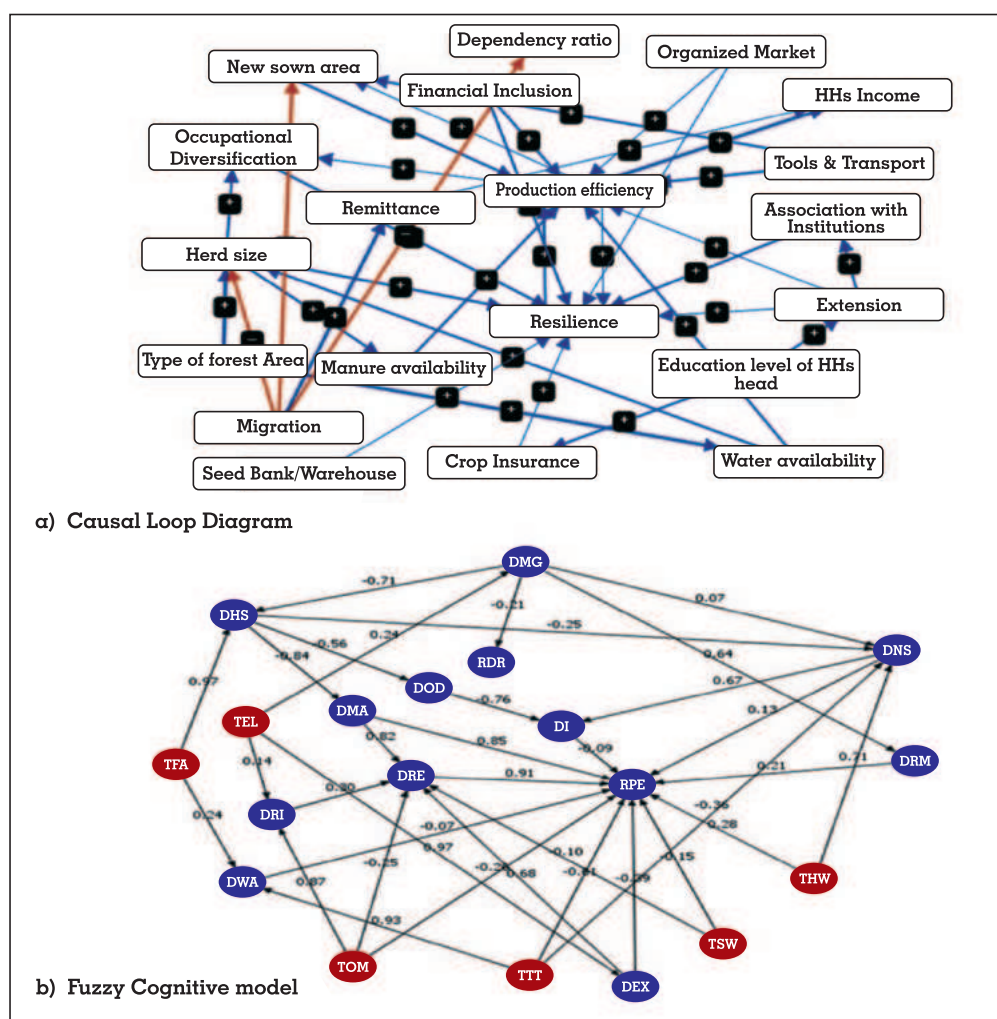 Dependency ratio
Organized Market
New sown area
Financial Inclusion
HHs Income
Occupational
Diversification
Tools & Transport
Production efficiency
Remittance
Association with
Institutions
Herd size
Extension
Resilience
Type of forest Area
Manure availability
Education level of HHs
head
Migration
Seed Bank/Warehouse
Crop Insurance
Water availability
a) Causal Loop Diagram
DMG
-0.71
0.07
-0.21
DHS
-0.25
0.24
-0.56
DNS
0.64
-0.84
RDR
0.97
DOD
0.67
-0.76
DMA
TEL
0.13
DI
0.82
0.85
-0.09
TFA
0.14
0.71
DRM
DRE
0.91
0.21
RPE
0.30
0.24
DRI
-0.36
-0.07
0.28
0.97
-0.10
-0.15
-0.25
0.68
DWA
0.87
THW
0.93
TSW
TOM
TTT
DEX
b) Fuzzy Cognitive model